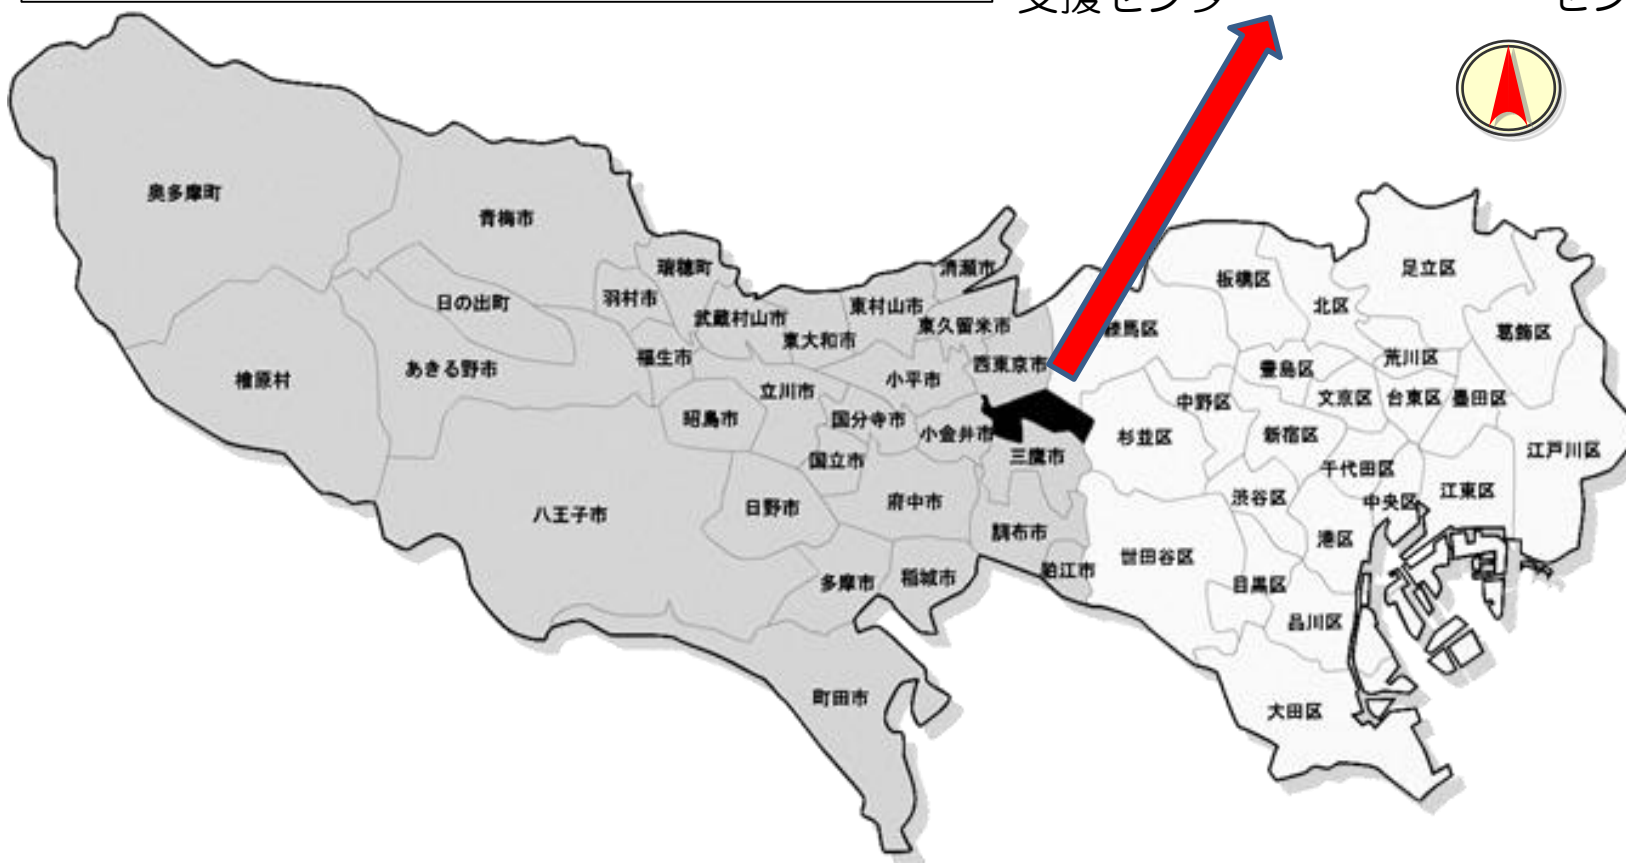 支援センター
セン
奥多摩町
青梅市
瑞穂町
清瀬市
足立区
板橋区
羽村市
日の出町
東村山市
北区
武蔵村山市
東久留米市
練馬区
葛飾区
東大和市
福生市
西東京市
荒川区
あきる野市
豊島区
檜原村
小平市
立川市
中野区
文京区
台東区
墨田区
昭島市
国分寺市
小金井市
杉並区
新宿区
江戸川区
三鷹市
国立市
千代田区
江東区
渋谷区
中央区
八王子市
日野市
府中市
調布市
港区
世田谷区
狛江市
多摩市
稲城市
目黒区
品川区
町田市
大田区